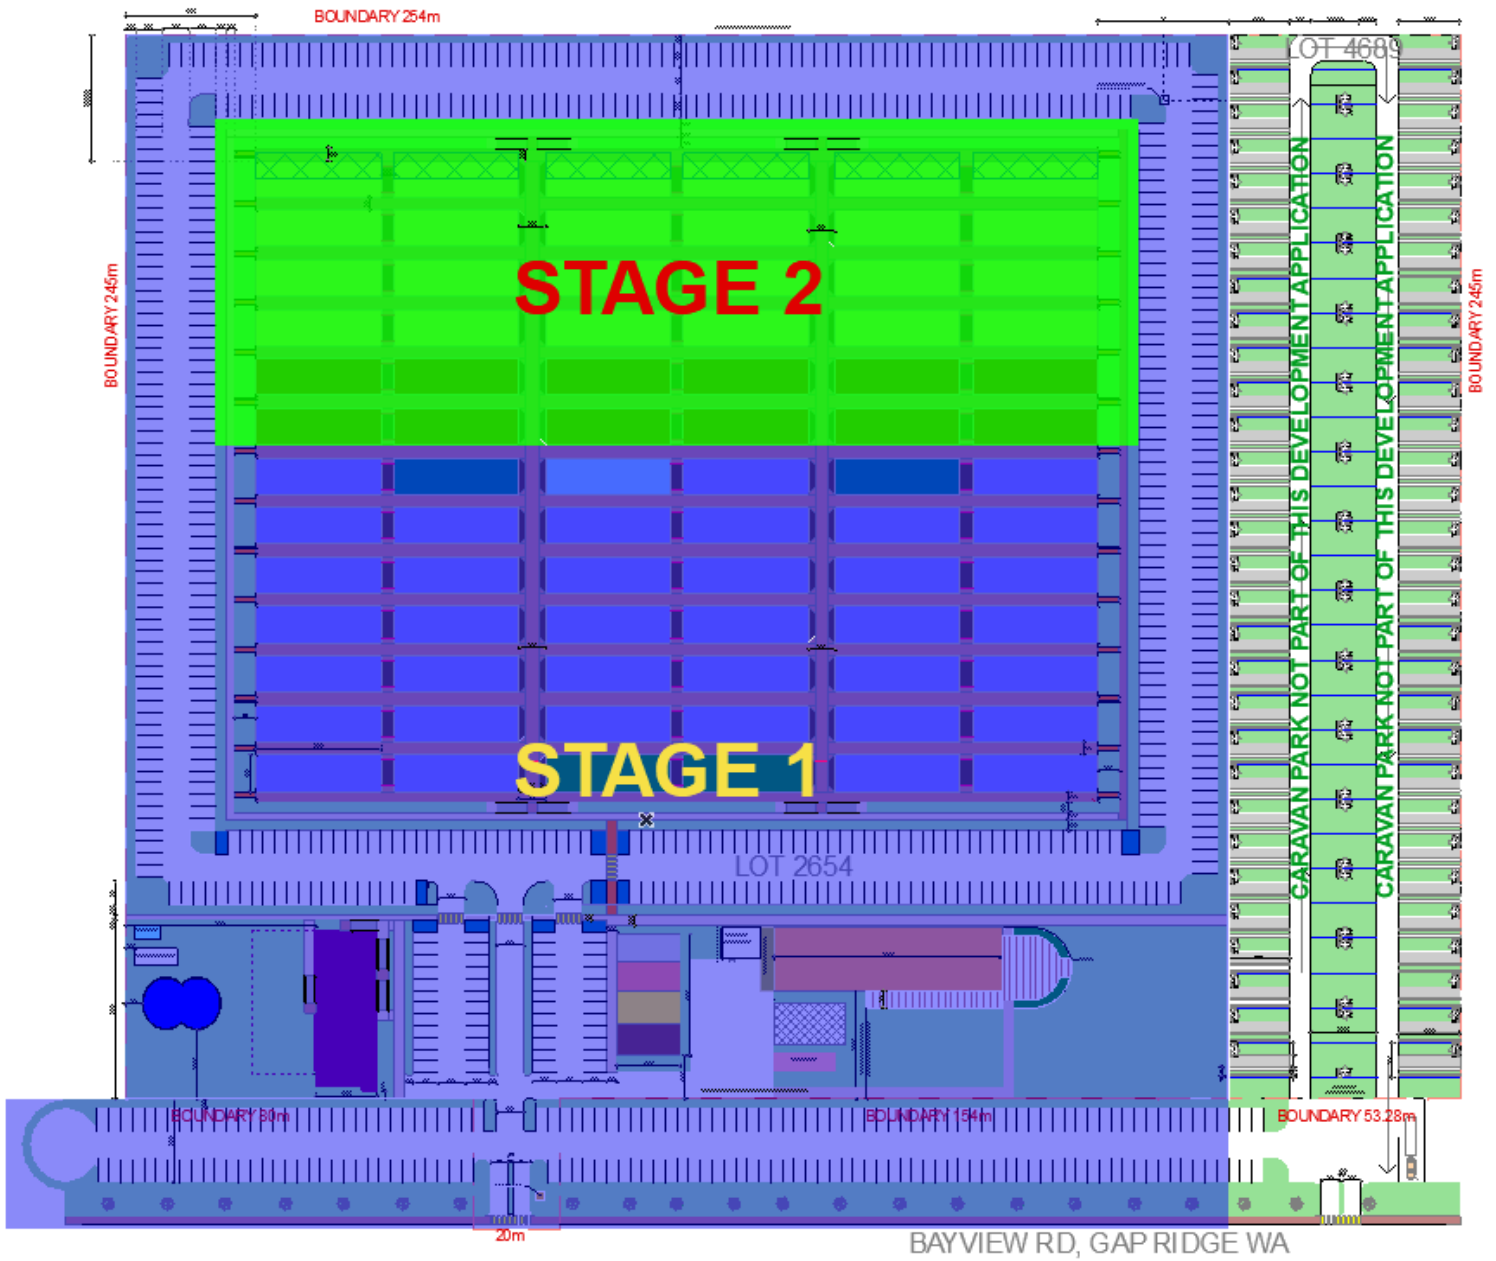 BOUNDARY 254m
LOT 4689
BOUNDARY 245m
STAGE 2
CARAVAN PARK NOT PART OF THIS DEVELOPMENT APPLICATION
CARAVAN PARK NOT PART OF THIS DEVELOPMENT APPLICATION
BOUNDARY 245m
STAGE 1
LOT 2654
BOUNDARY 80m
BOUNDARY 154m
BOUNDARY 53.28m
20m
BAYVIEW RD, GAP RIDGE WA